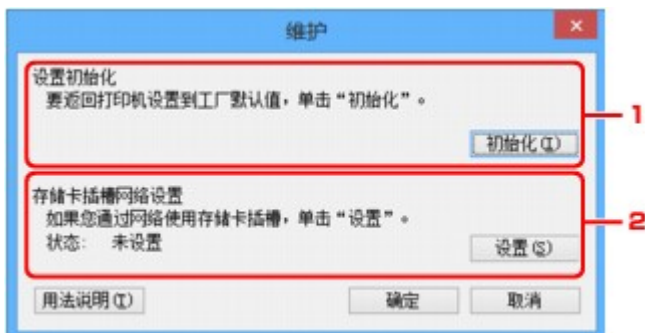 维护
设置初始化
要返回打印机设置到工厂默认值，单击“初始化”。
初始化(I)
1
存储卡插槽网络设置
如果您通过网络使用存储卡插槽，单击“设置”。
状态： 未设置
设置(S)
2
用法说明(T)
确定
取消